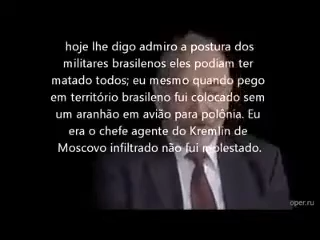 hoje lhe digo admiro a postura dos
militares brasilenos eles podiam ter
matado todos; eu mesmo quando pego
em território brasileno fui colocado sem
um aranhão em avião para polônia. Eu
era o chefe agente do Kremlin de
Moscovo infiltrado não fui molestado.
oper.ru